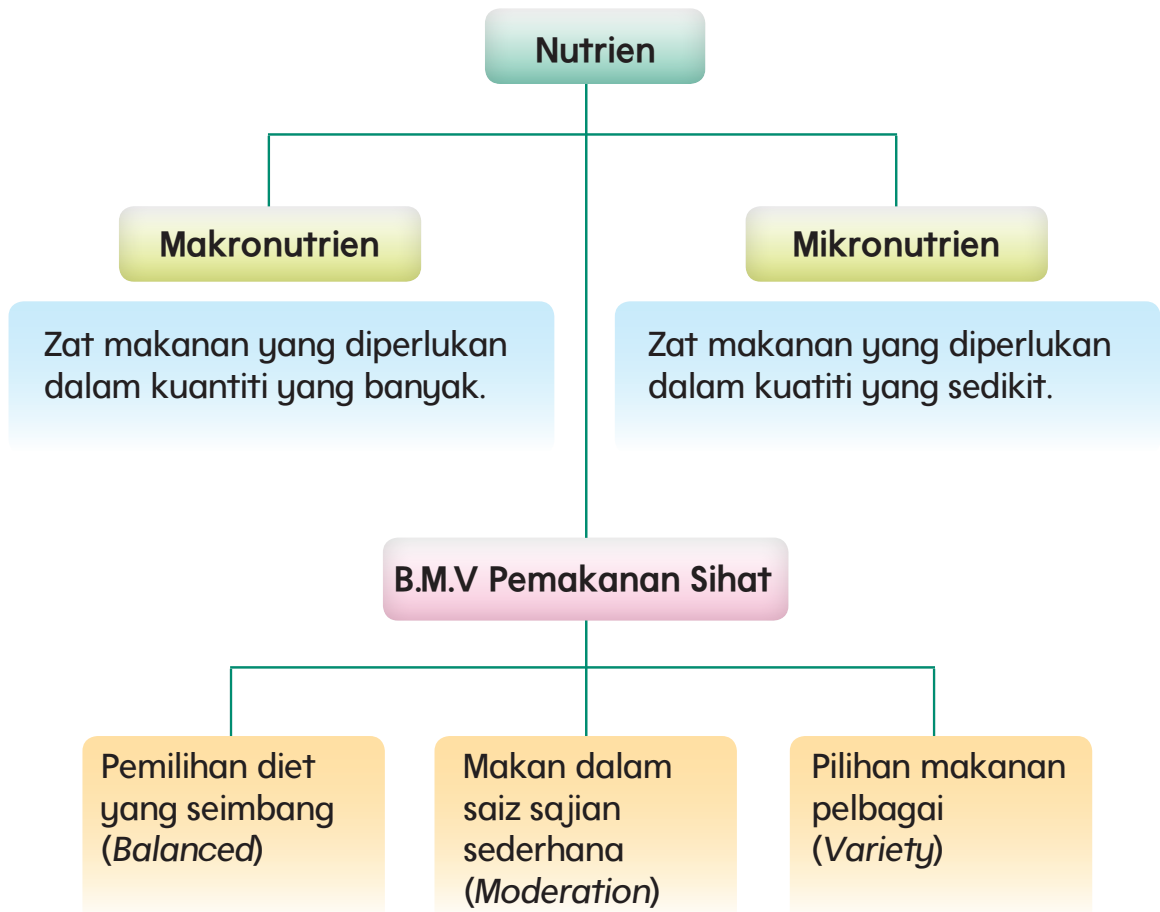 Nutrien
Makronutrien
Mikronutrien
Zat makanan yang diperlukan
dalam kuantiti yang banyak.
Zat makanan yang diperlukan
dalam kuatiti yang sedikit.
B.M.V Pemakanan Sihat
Pemilihan diet
yang seimbang
(Balanced)
Makan dalam
saiz sajian
sederhana
(Moderation)
Pilihan makanan
pelbagai
(Variety)